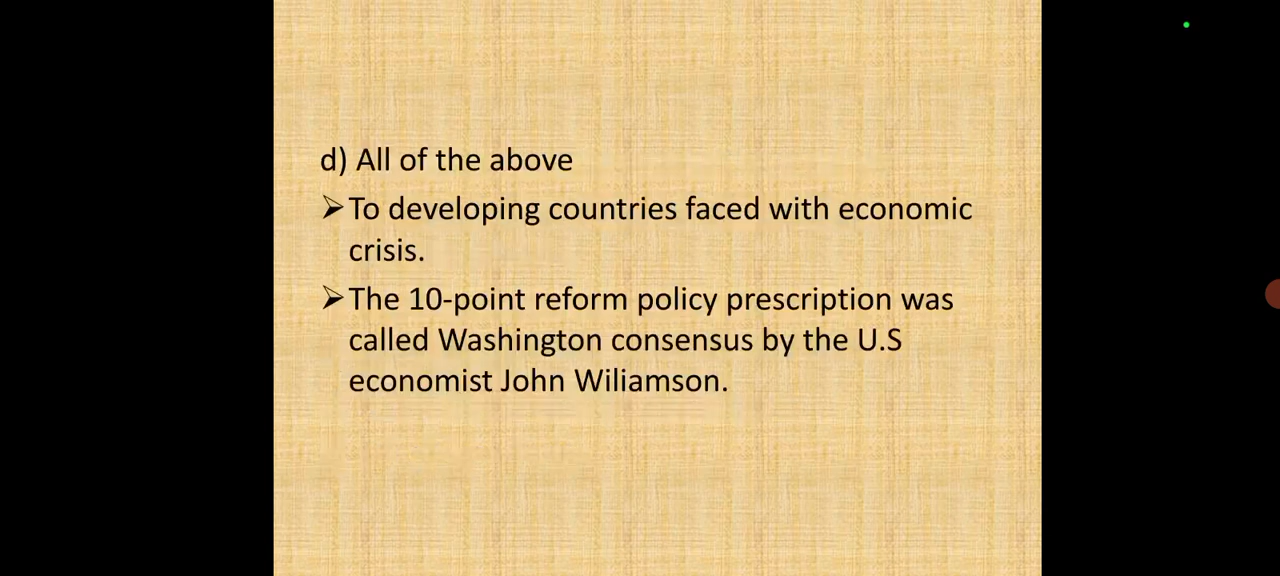 d) All of the above
➢To developing countries faced with economic
crisis.
➢The 10-point reform policy prescription was
called Washington consensus by the U.S
economist John Wiliamson.